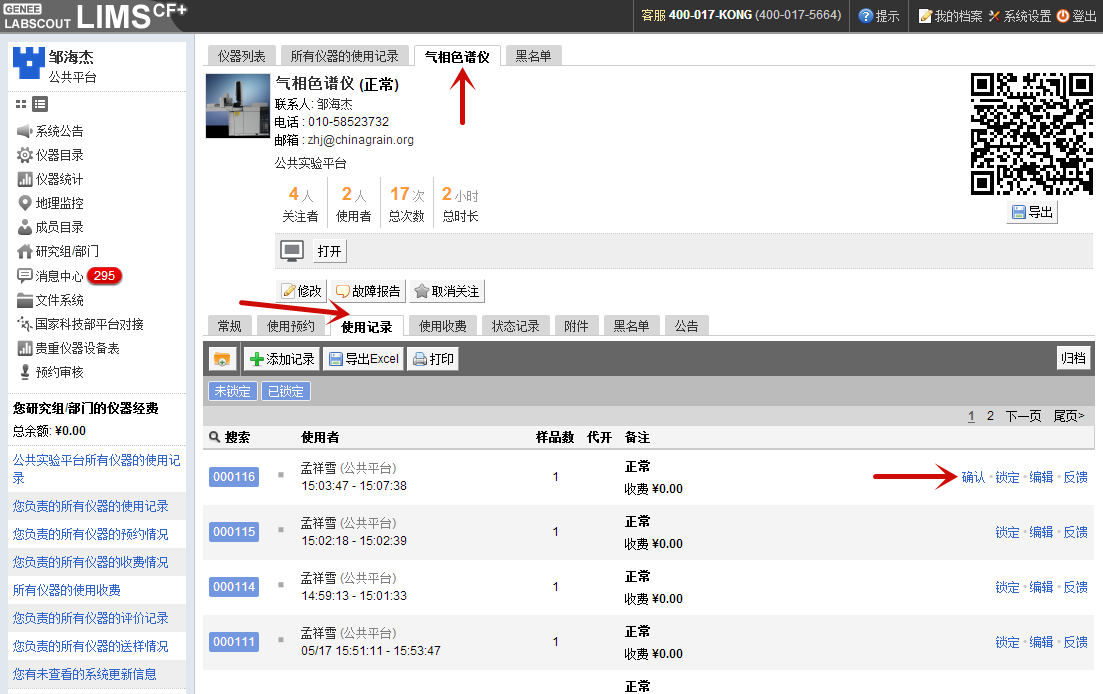 GENEE
LABSCOUT LIMS CF+
客服 400-017-KONG (400-017-5664)
提示
我的档案 系统设置 登出
邹海杰
公共平台
系统公告
仪器目录
仪器统计
地理监控
成员目录
研究组/部门
消息中心 295
文件系统
国家科技部平台对接
贵重仪器设备表
预约审核
您研究组/部门的仪器经费
总余额: ¥0.00
公共实验平台所有仪器的使用记
录
您负责的所有仪器的使用记录
您负责的所有仪器的预约情况
您负责的所有仪器的收费情况
所有仪器的使用收费
您负责的所有仪器的评价记录
您负责的所有仪器的送样情况
您有未查看的系统更新信息
仪器列表 所有仪器的使用记录 气相色谱仪 黑名单
气相色谱仪 (正常)
联系人: 邹海杰
电话 : 010-58523732
邮箱 : zhj@chinagrain.org
公共实验平台
4 人 2 人 17 次 2 小时
关注者 使用者 总次数 总时长
导出
打开
修改 故障报告 取消关注
常规 使用预约 使用记录 使用收费 状态记录 附件 黑名单 公告
添加记录 导出Excel 打印 归档
未锁定 已锁定
1 2 下一页 尾页>
搜索 使用者 样品数 代开 备注
000116 孟祥雪 (公共平台) 1 正常 确认 锁定 编辑 反馈
15:03:47 - 15:07:38 收费 ¥0.00
000115 孟祥雪 (公共平台) 1 正常 锁定 编辑 反馈
15:02:18 - 15:02:39 收费 ¥0.00
000114 孟祥雪 (公共平台) 1 正常 锁定 编辑 反馈
14:59:13 - 15:01:33 收费 ¥0.00
000111 孟祥雪 (公共平台) 1 正常 锁定 编辑 反馈
05/17 15:51:11 - 15:53:47 收费 ¥0.00
正常